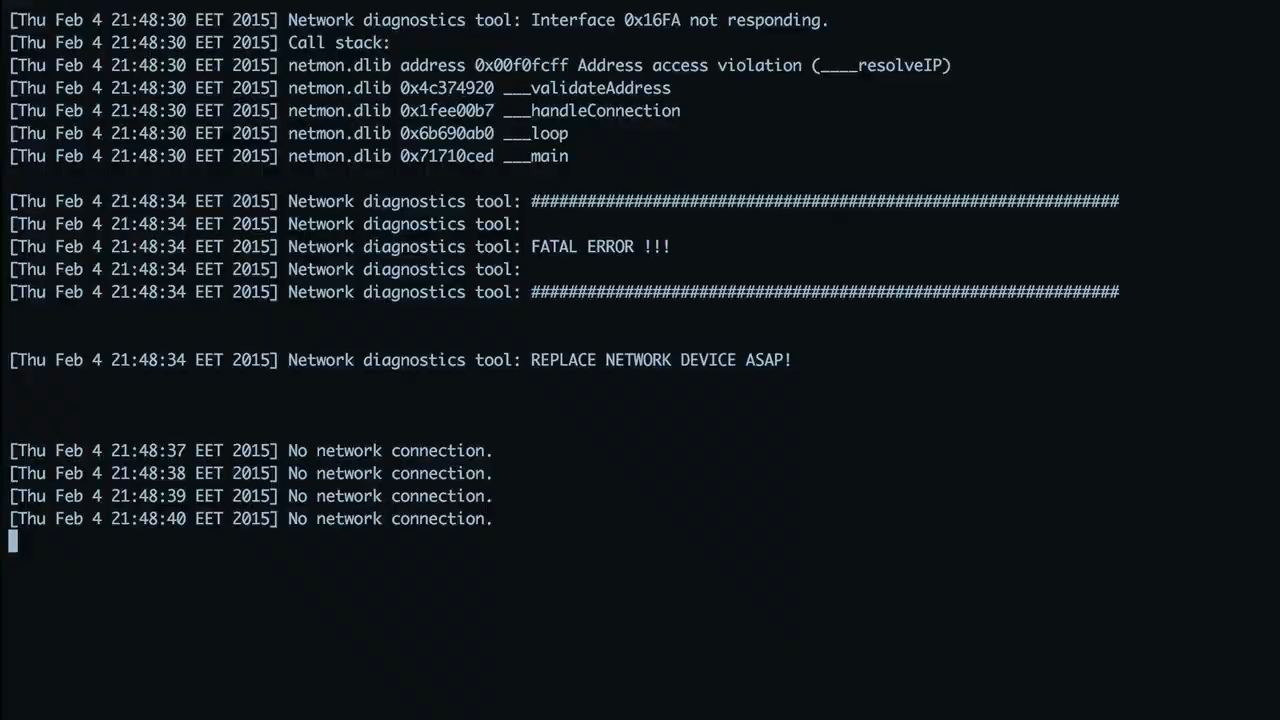 [Thu Feb 4 21:48:30 EET 2015] Network diagnostics tool: Interface 0x16FA not responding.
[Thu Feb 4 21:48:30 EET 2015] Call stack:
[Thu Feb 4 21:48:30 EET 2015] netmon.dlib address 0x00f0fcff Address access violation (____resolveIP)
[Thu Feb 4 21:48:30 EET 2015] netmon.dlib 0x4c374920 ___validateAddress
[Thu Feb 4 21:48:30 EET 2015] netmon.dlib 0x1fee00b7 ___handleConnection
[Thu Feb 4 21:48:30 EET 2015] netmon.dlib 0x6b690ab0 ___loop
[Thu Feb 4 21:48:30 EET 2015] netmon.dlib 0x71710ced ___main
[Thu Feb 4 21:48:34 EET 2015] Network diagnostics tool: ###############################################################
[Thu Feb 4 21:48:34 EET 2015] Network diagnostics tool:
[Thu Feb 4 21:48:34 EET 2015] Network diagnostics tool: FATAL ERROR !!!
[Thu Feb 4 21:48:34 EET 2015] Network diagnostics tool:
[Thu Feb 4 21:48:34 EET 2015] Network diagnostics tool: ###############################################################
[Thu Feb 4 21:48:34 EET 2015] Network diagnostics tool: REPLACE NETWORK DEVICE ASAP!
[Thu Feb 4 21:48:37 EET 2015] No network connection.
[Thu Feb 4 21:48:38 EET 2015] No network connection.
[Thu Feb 4 21:48:39 EET 2015] No network connection.
[Thu Feb 4 21:48:40 EET 2015] No network connection.